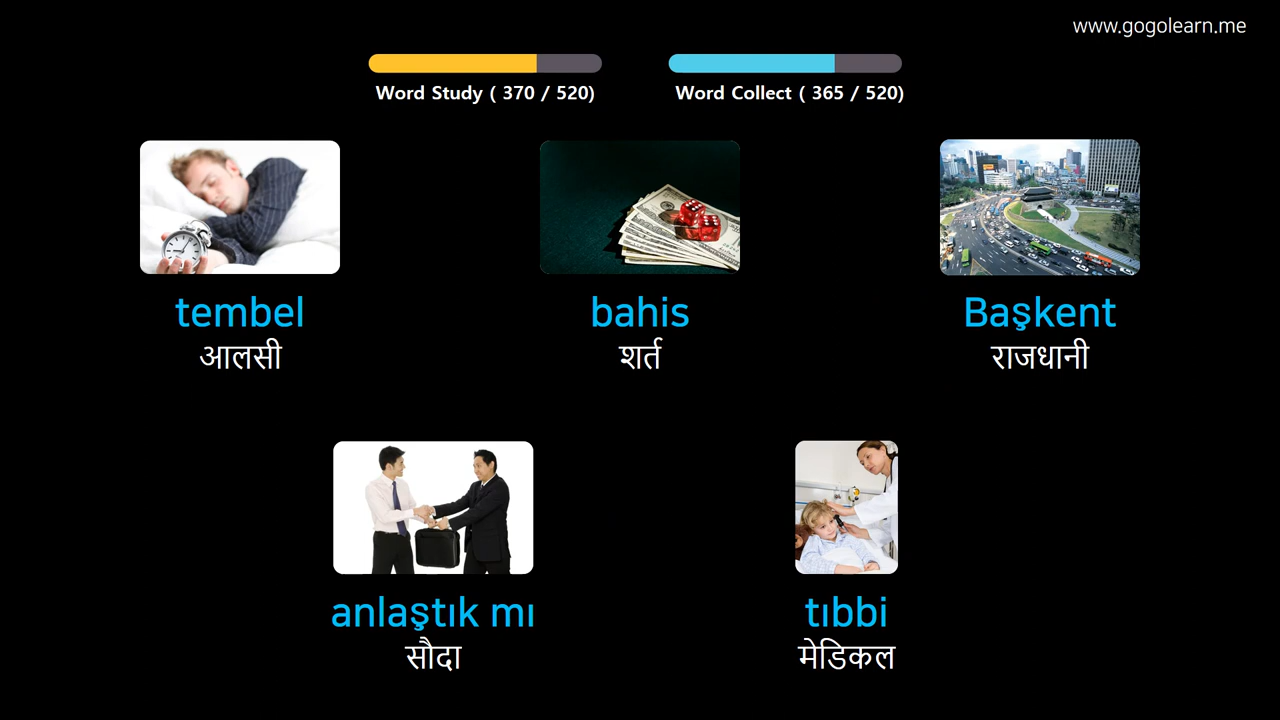 www.gogolearn.me
Word Study ( 370 / 520)
Word Collect ( 365 / 520)
tembel
आलसी
bahis
शर्त
Başkent
राजधानी
anlaştık mı
सौदा
tıbbi
मेडिकल